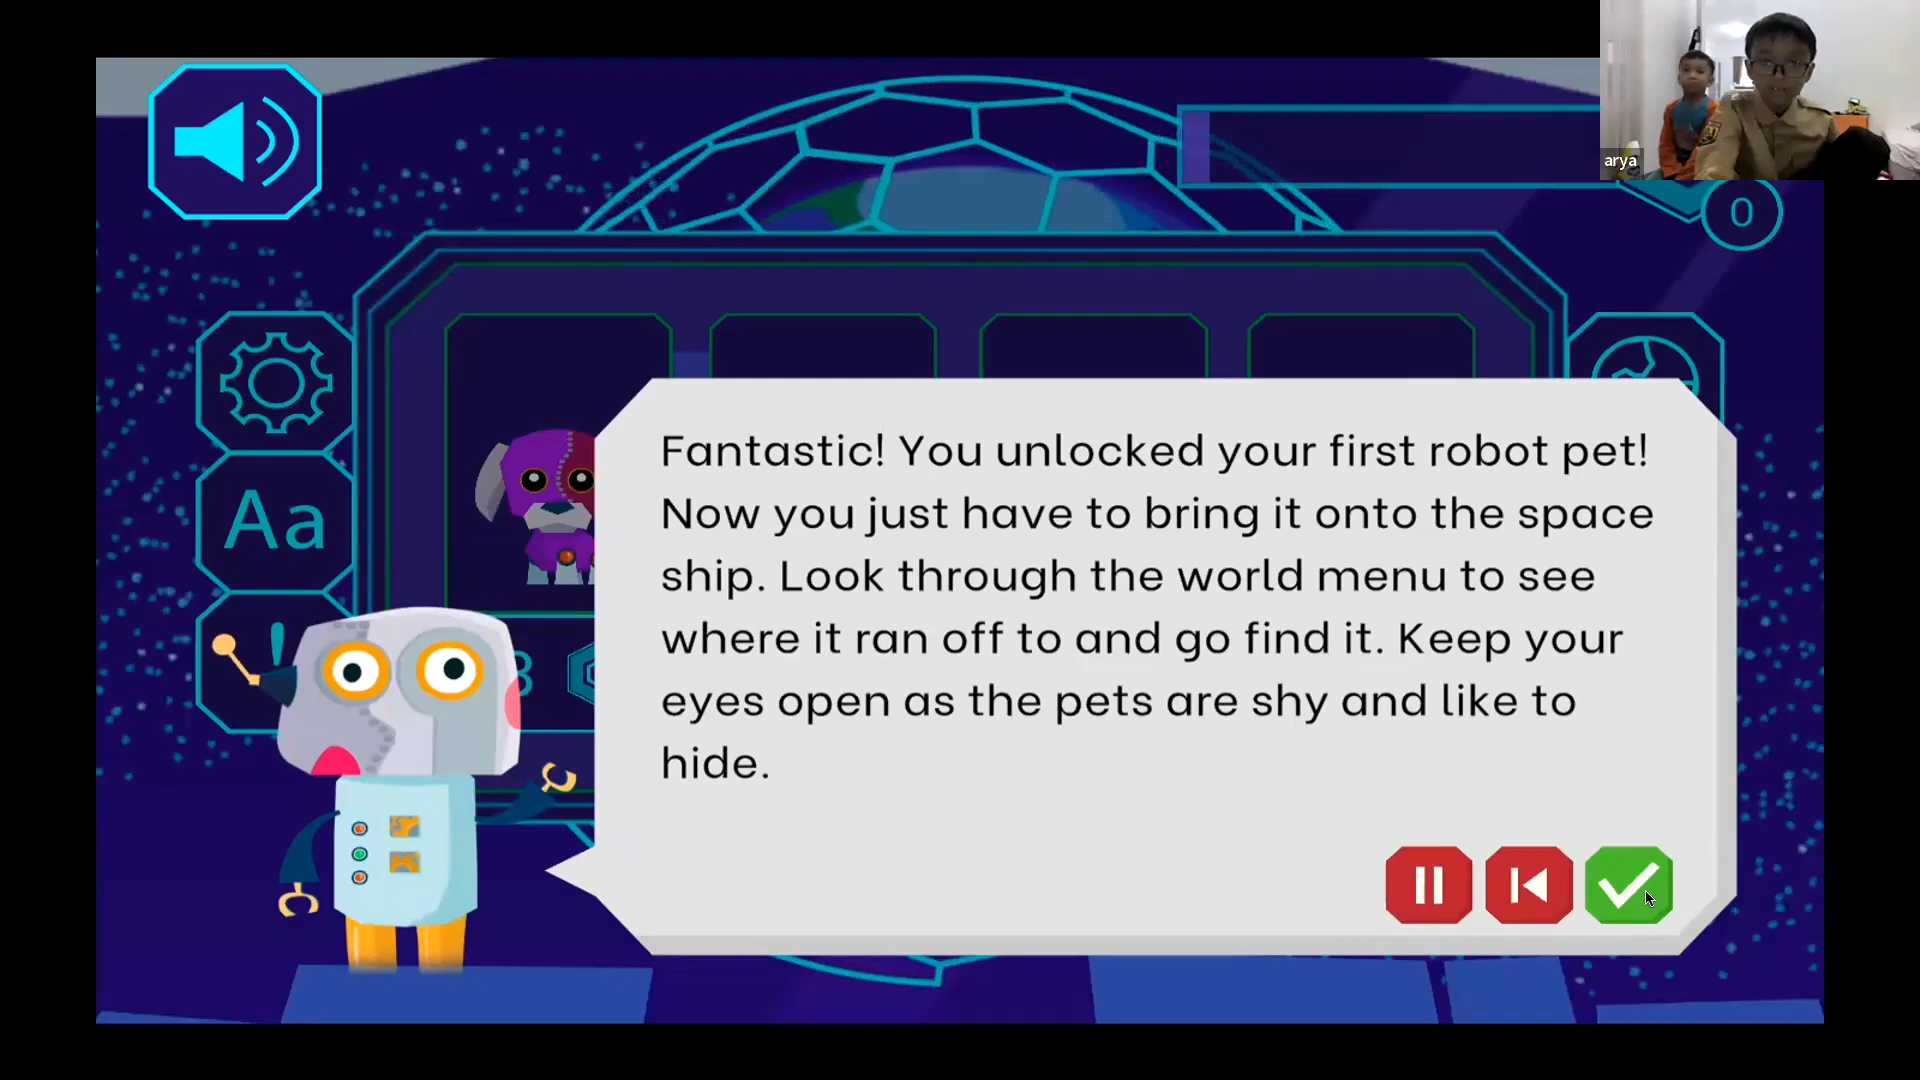 arya
0
Aa
Fantastic! You unlocked your first robot pet!
Now you just have to bring it onto the space
ship. Look through the world menu to see
where it ran off to and go find it. Keep your
eyes open as the pets are shy and like to
hide.